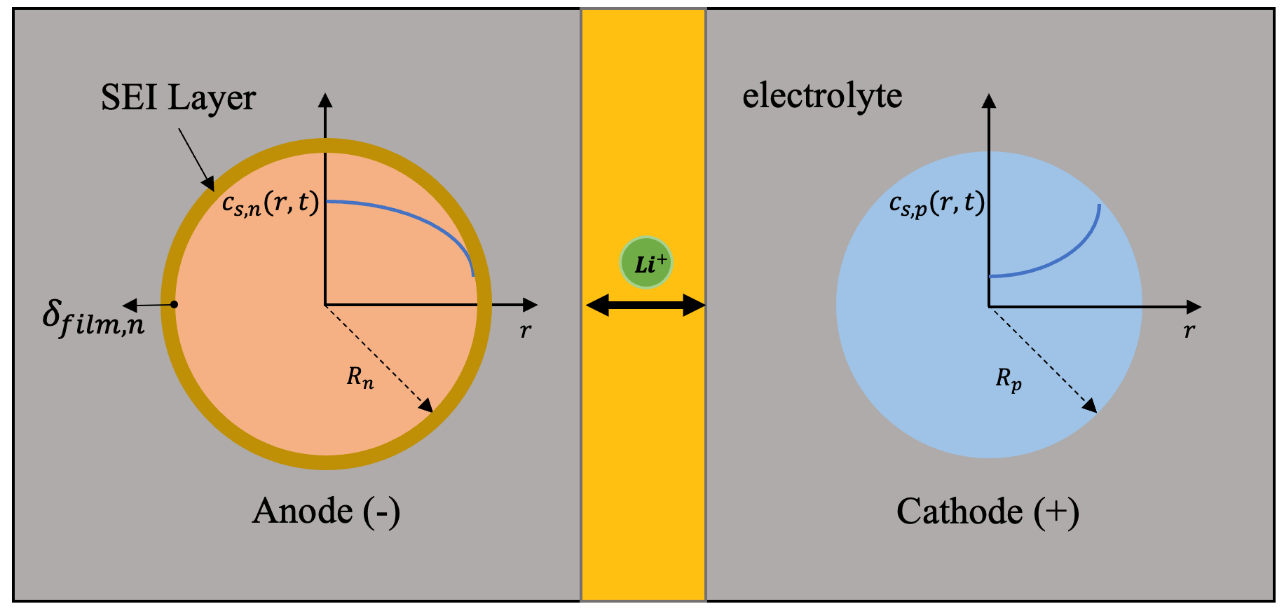 SEI Layer
electrolyte
c_{s,n}(r,t)
c_{s,p}(r,t)
Li⁺
δ_{film,n}
r
r
R_n
R_p
Anode (-)
Cathode (+)